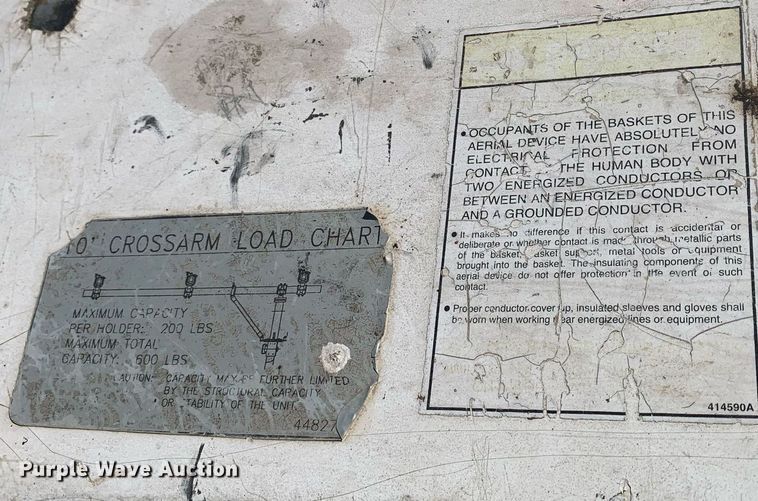 10' CROSSARM LOAD CHART
MAXIMUM CAPACITY
PER HOLDER: 200 LBS
MAXIMUM TOTAL
CAPACITY: 600 LBS
CAUTION: CAPACITY MAY BE FURTHER LIMITED
BY THE STRUCTURAL CAPACITY
OR STABILITY OF THE UNIT.
44827
• OCCUPANTS OF THE BASKETS OF THIS
AERIAL DEVICE HAVE ABSOLUTELY NO
ELECTRICAL PROTECTION FROM
CONTACT THE HUMAN BODY WITH
TWO ENERGIZED CONDUCTORS OR
BETWEEN AN ENERGIZED CONDUCTOR
AND A GROUNDED CONDUCTOR.
• It makes no difference if this contact is accidental or
deliberate or whether contact is made through metallic parts
of the basket, basket support, metal tools or equipment
brought into the basket. The insulating components of this
aerial device do not offer protection in the event of such
contact.
• Proper conductor cover up, insulated sleeves and gloves shall
be worn when working near energized lines or equipment.
414590A
Purple Wave Auction